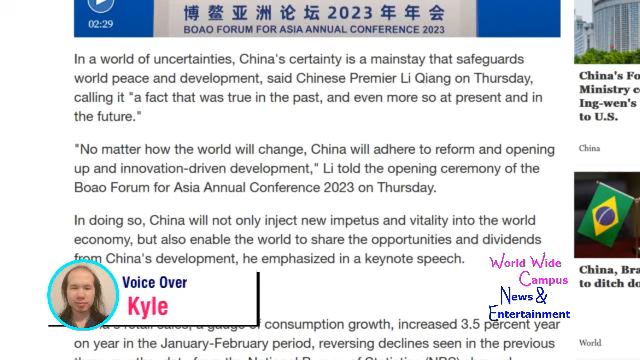 博鳌亚洲论坛2023年年会
BOAO FORUM FOR ASIA ANNUAL CONFERENCE 2023
02:29
In a world of uncertainties, China's certainty is a mainstay that safeguards
world peace and development, said Chinese Premier Li Qiang on Thursday,
calling it "a fact that was true in the past, and even more so at present and in
the future."
"No matter how the world will change, China will adhere to reform and opening
up and innovation-driven development," Li told the opening ceremony of the
Boao Forum for Asia Annual Conference 2023 on Thursday.
In doing so, China will not only inject new impetus and vitality into the world
economy, but also enable the world to share the opportunities and dividends
from China's development, he emphasized in a keynote speech.
retail sales, a gauge of consumption growth, increased 3.5 percent year
on year in the January-February period, reversing declines seen in the previous
China's Fo
Ministry c
Ing-wen's
to U.S.
China
China, Bra
to ditch do
World
Voice Over
Kyle
World Wide
Campus
News &
Entertainment